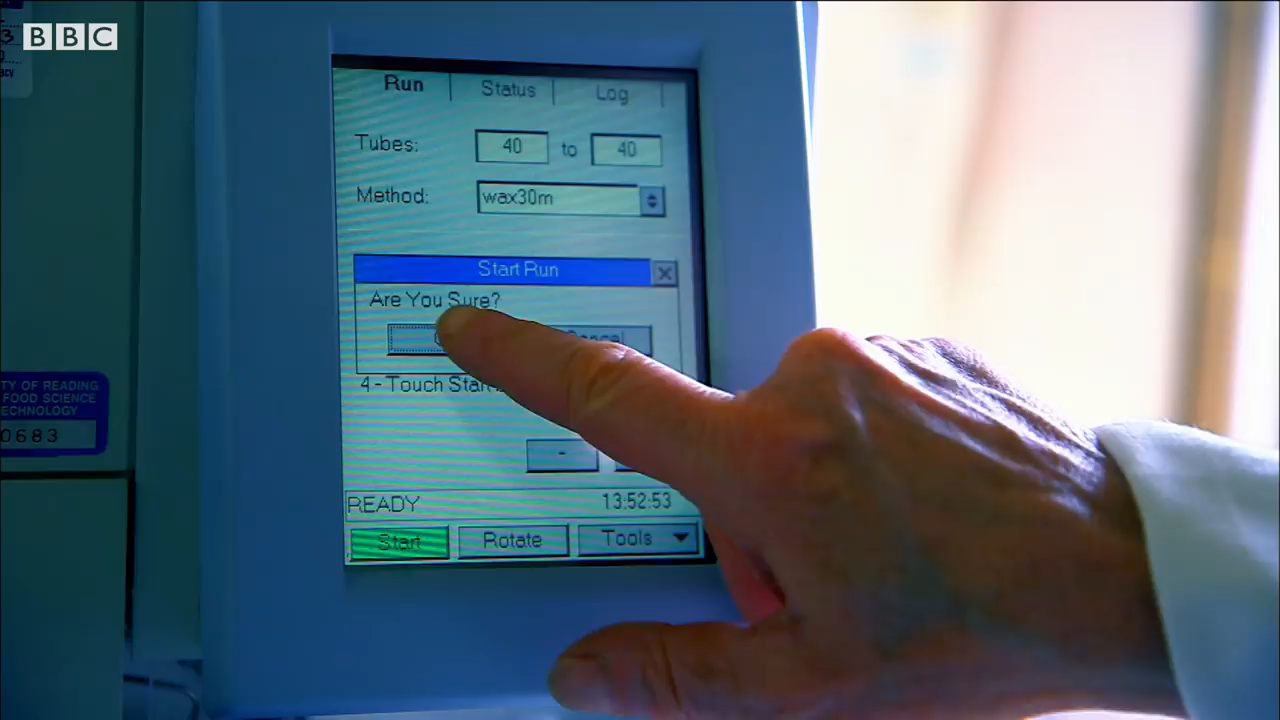 BBC
Run Status Log
Tubes: 40 to 40
Method: wax30m
Start Run
Are You Sure?
Cancel
4 - Touch Start
-
READY 13:52:53
Start Rotate Tools
TY OF READING
FOOD SCIENCE
ECHNOLOGY
0683